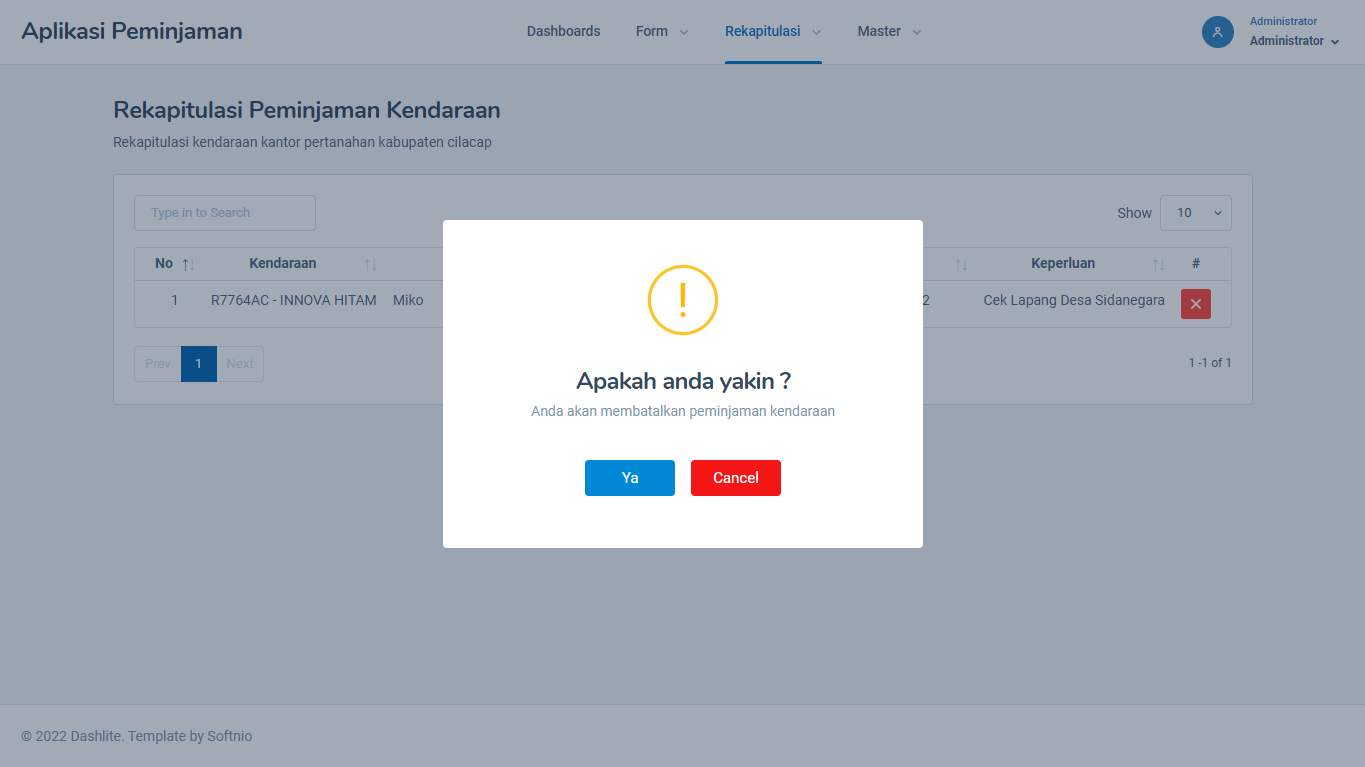 Aplikasi Peminjaman
Dashboards Form Rekapitulasi Master
Administrator
Administrator
Rekapitulasi Peminjaman Kendaraan
Rekapitulasi kendaraan kantor pertanahan kabupaten cilacap
Type in to Search
Show 10
No Kendaraan Keperluan #
1 R7764AC - INNOVA HITAM Miko 2 Cek Lapang Desa Sidanegara
Prev 1 Next
1 -1 of 1
!
Apakah anda yakin ?
Anda akan membatalkan peminjaman kendaraan
Ya Cancel
© 2022 Dashlite. Template by Softnio